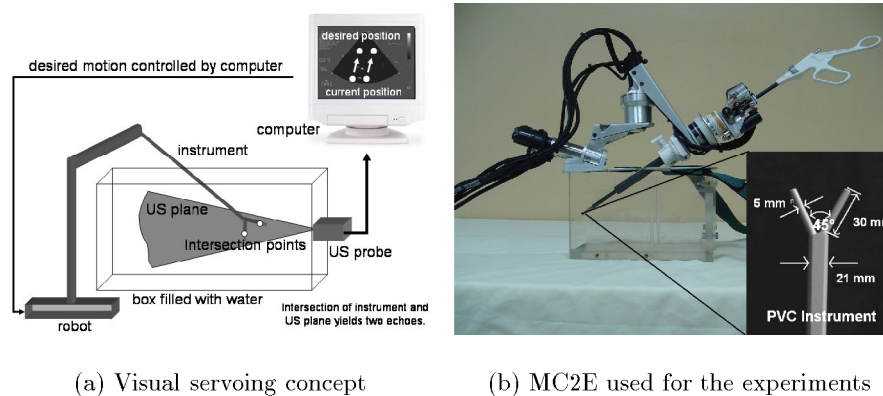 desired position
current position
desired motion controlled by computer
computer
instrument
US plane
Intersection points
US probe
box filled with water
robot
Intersection of instrument and
US plane yields two echoes.
5 mm
45°
30 m
21 mm
PVC Instrument
(a) Visual servoing concept
(b) MC2E used for the experiments